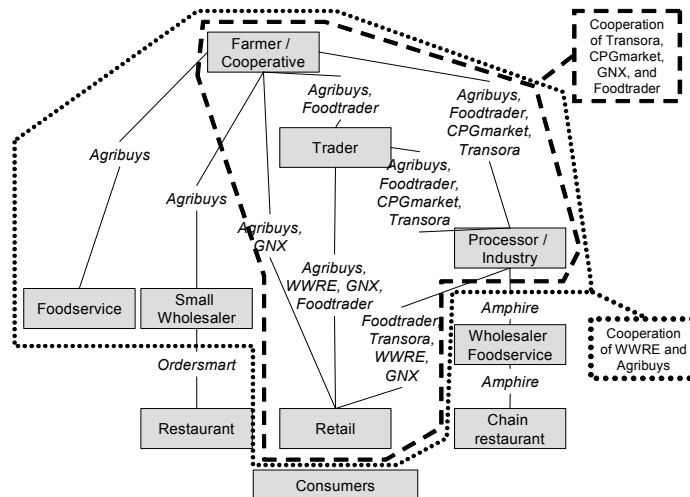 Farmer /
Cooperative
Cooperation
of Transora,
CPGmarket,
GNX, and
Foodtrader
Agribuys,
Foodtrader
Agribuys,
Foodtrader,
CPGmarket,
Transora
Trader
Agribuys
Agribuys,
Foodtrader,
CPGmarket,
Transora
Agribuys
Agribuys,
GNX
Processor /
Industry
Agribuys,
WWRE, GNX,
Foodtrader
Foodservice
Small
Wholesaler
Amphire
Foodtrader,
Transora,
WWRE,
GNX
Wholesaler
Foodservice
Cooperation
of WWRE and
Agribuys
Ordersmart
Amphire
Restaurant
Retail
Chain
restaurant
Consumers